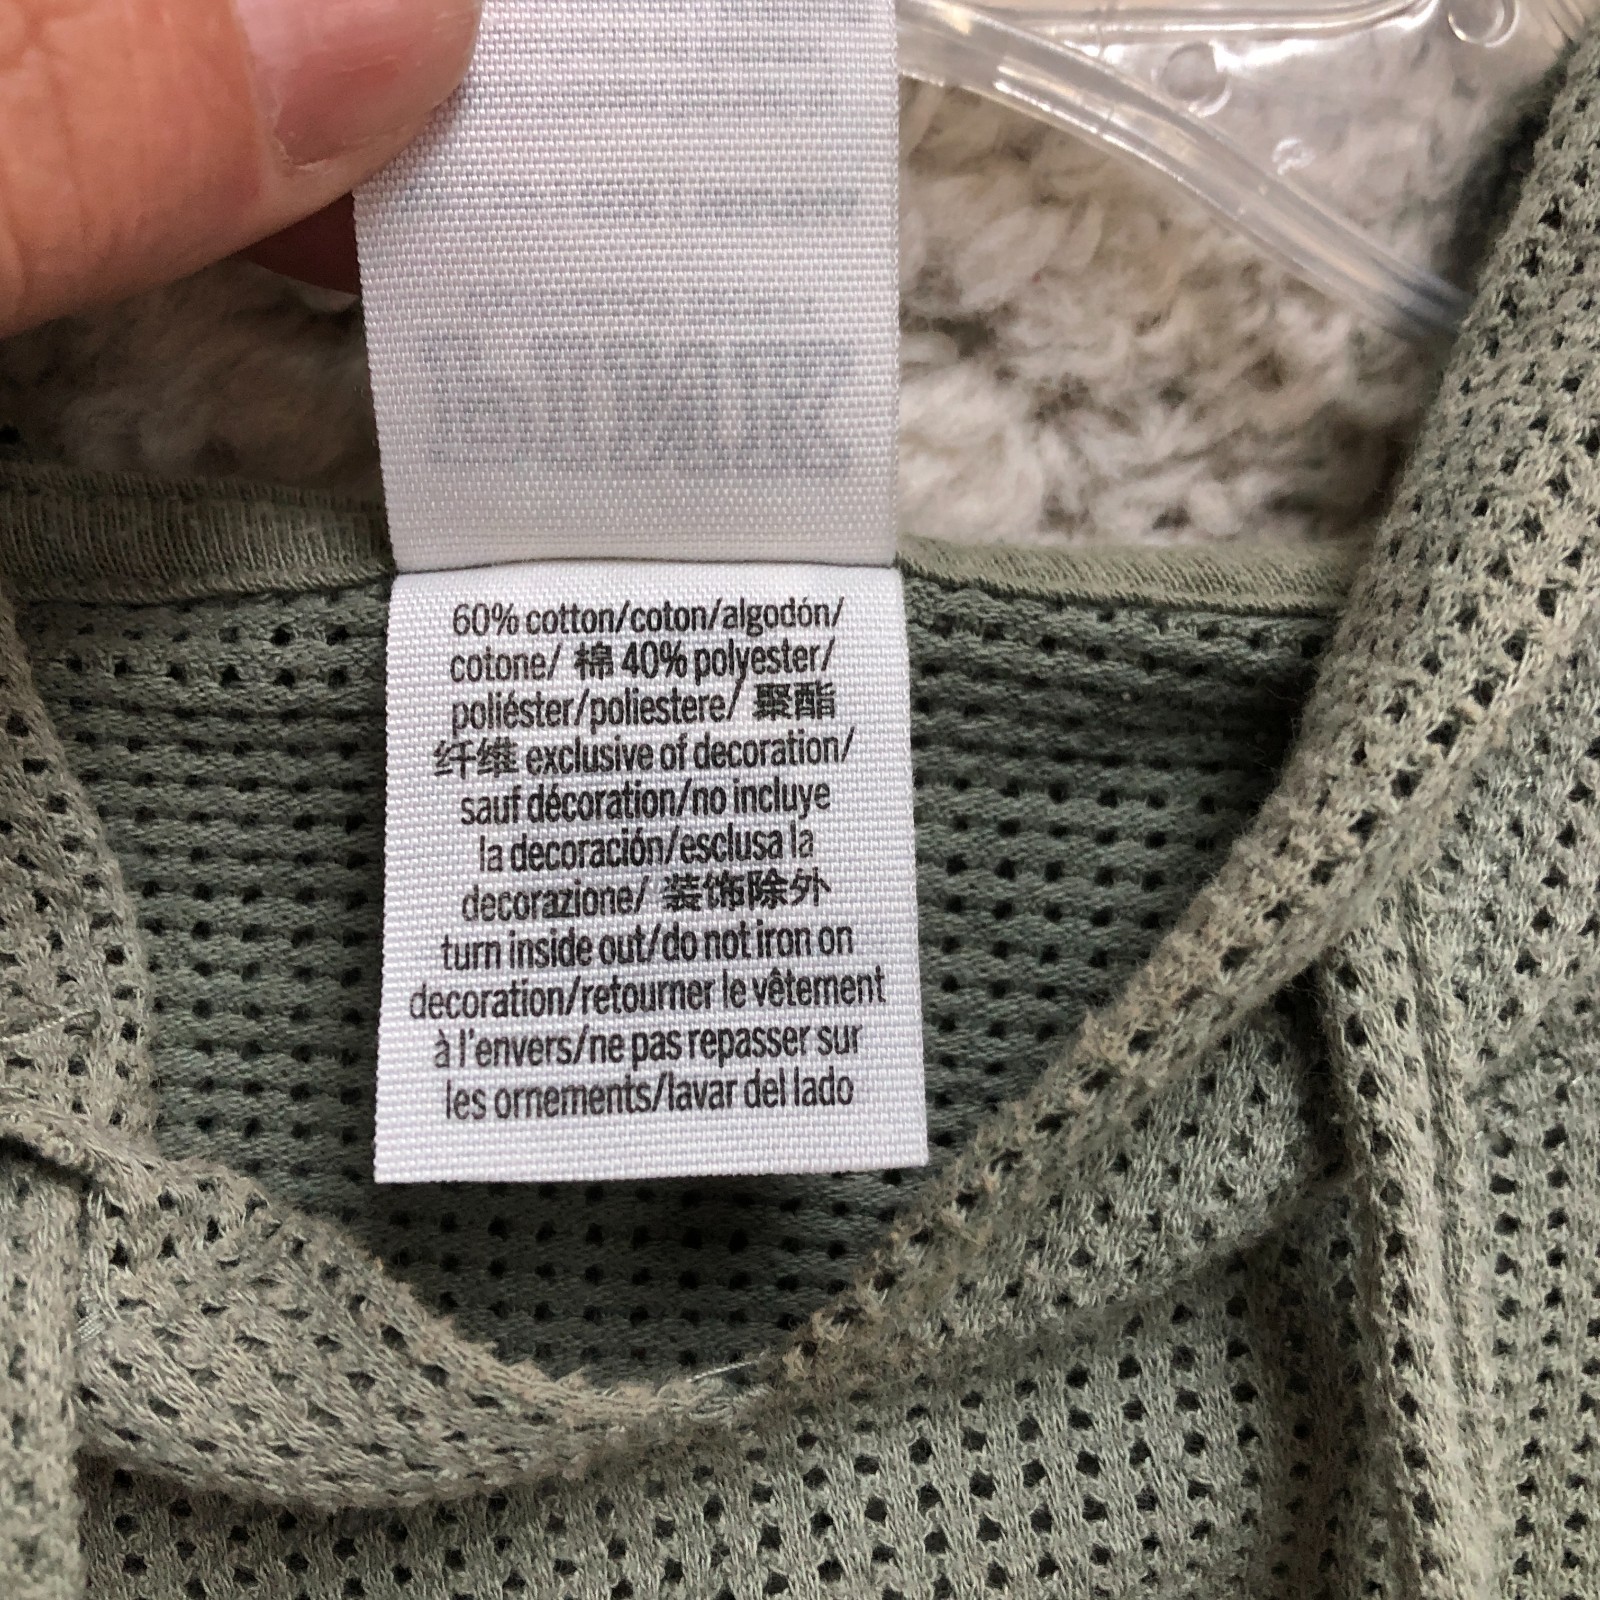 60% cotton/coton/algodón/
cotone/ 棉 40% polyester/
poliéster/poliestere/ 聚酯
纤维 exclusive of decoration/
sauf décoration/no incluye
la decoración/esclusa la
decorazione/ 装饰除外
turn inside out/do not iron on
decoration/retourner le vêtement
à l'envers/ne pas repasser sur
les ornements/lavar del lado